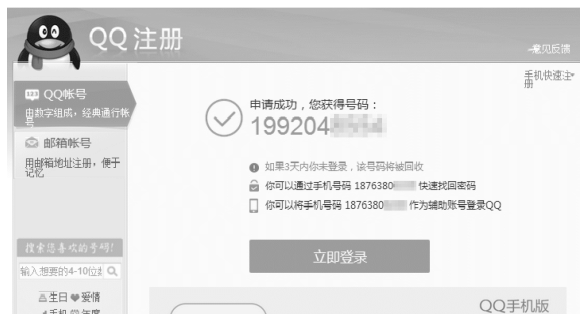 QQ注册
意见反馈
手机快速注
册
QQ帐号
由数字组成，经典通行帐
号
邮箱帐号
用邮箱地址注册，便于
记忆
搜索您喜欢的号码！
输入想要的4-10位数
生日 爱情
手机 年度
申请成功，您获得号码：
199204
如果3天内你未登录，该号码将被回收
你可以通过手机号码 1876380 快速找回密码
你可以将手机号码 1876380 作为辅助账号登录QQ
立即登录
QQ手机版